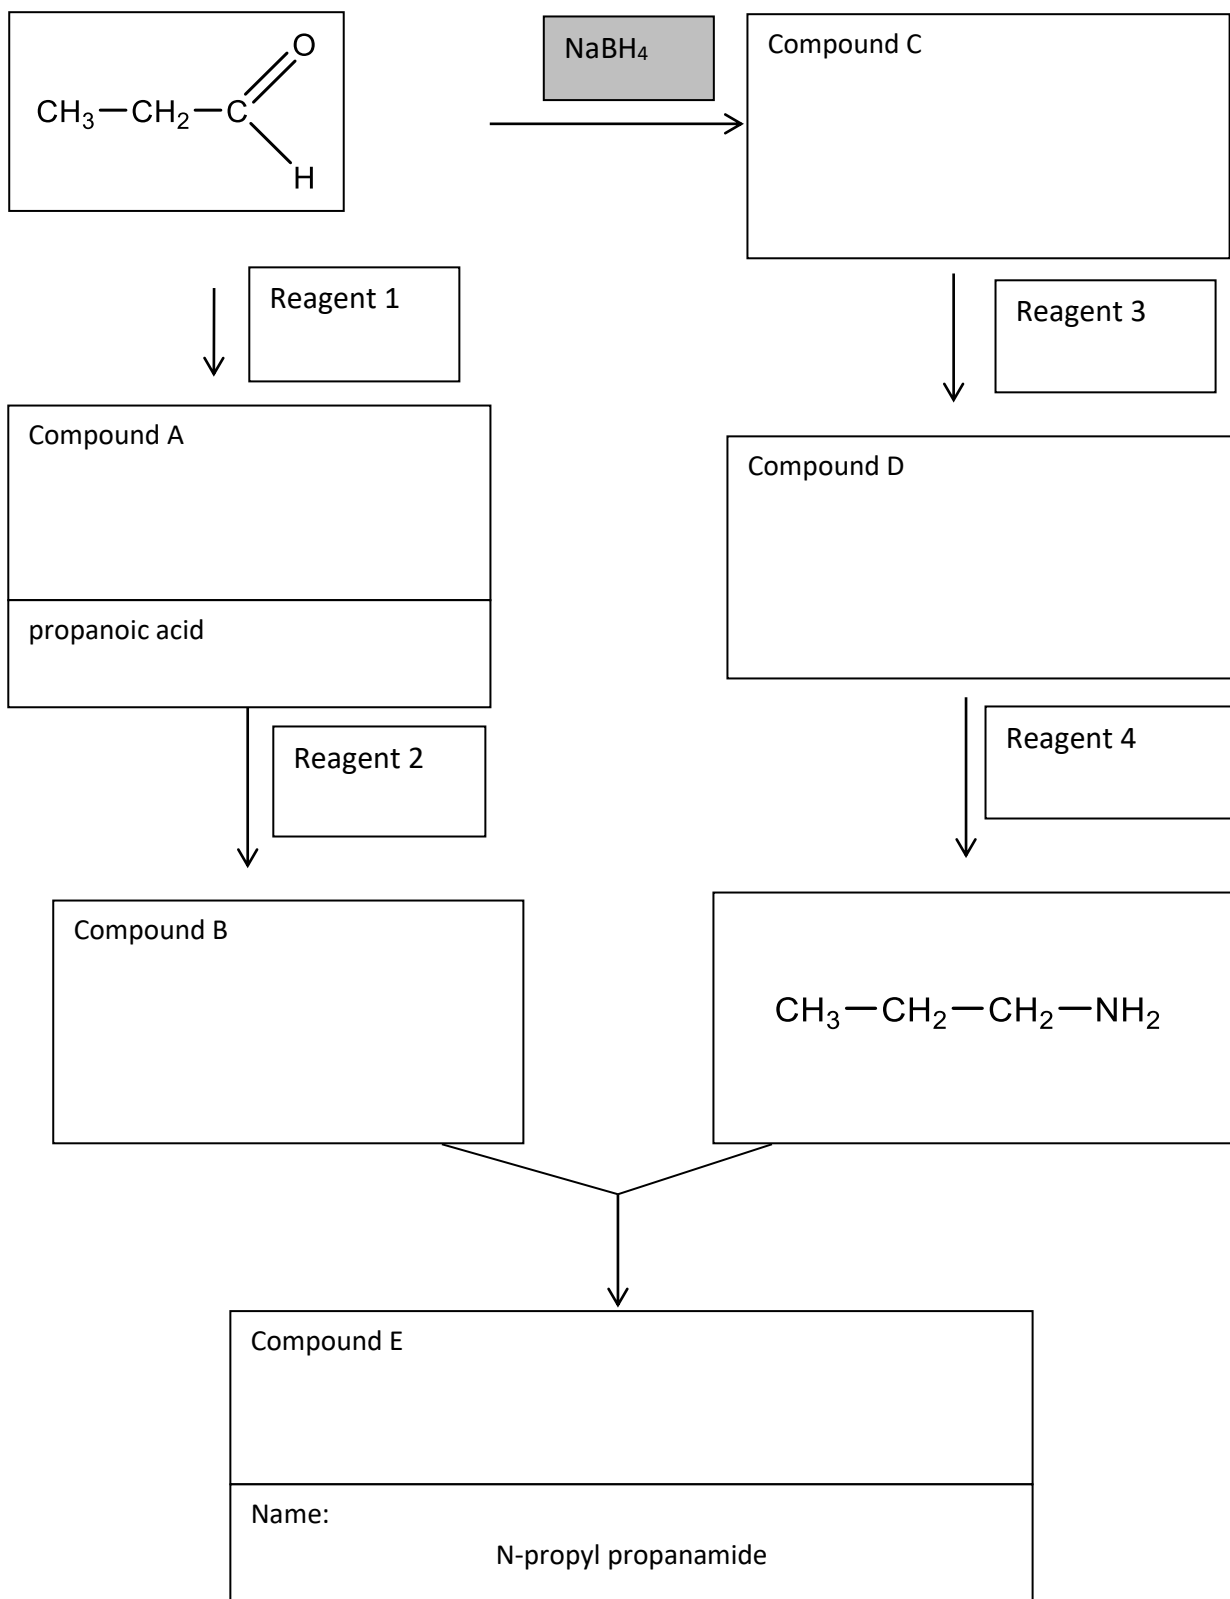 O
CH₃—CH₂—C
H
NaBH₄
Compound C
Reagent 1
Reagent 3
Compound A
Compound D
propanoic acid
Reagent 2
Reagent 4
Compound B
CH₃—CH₂—CH₂—NH₂
Compound E
Name:
N-propyl propanamide